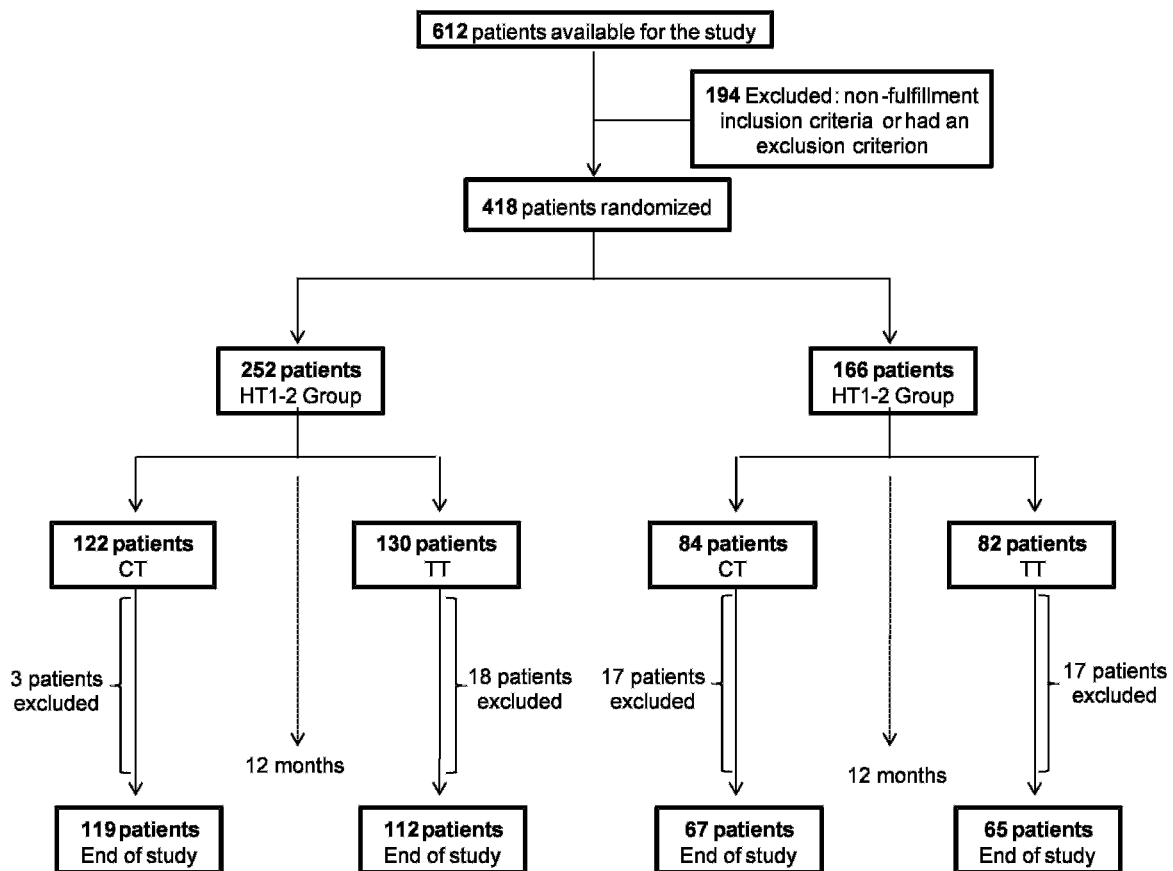 612 patients available for the study
194 Excluded: non-fulfillment
inclusion criteria or had an
exclusion criterion
418 patients randomized
252 patients
HT1-2 Group
166 patients
HT1-2 Group
122 patients
CT
130 patients
TT
84 patients
CT
82 patients
TT
3 patients
excluded
18 patients
excluded
17 patients
excluded
17 patients
excluded
12 months
12 months
119 patients
End of study
112 patients
End of study
67 patients
End of study
65 patients
End of study